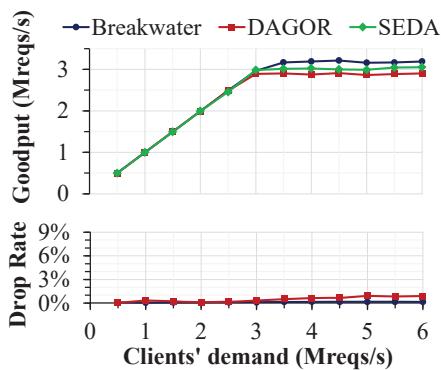 Breakwater DAGOR SEDA
Goodput (Mreqs/s)
3
2
1
0
Drop Rate
9%
6%
3%
0%
0 1 2 3 4 5 6
Clients' demand (Mreqs/s)